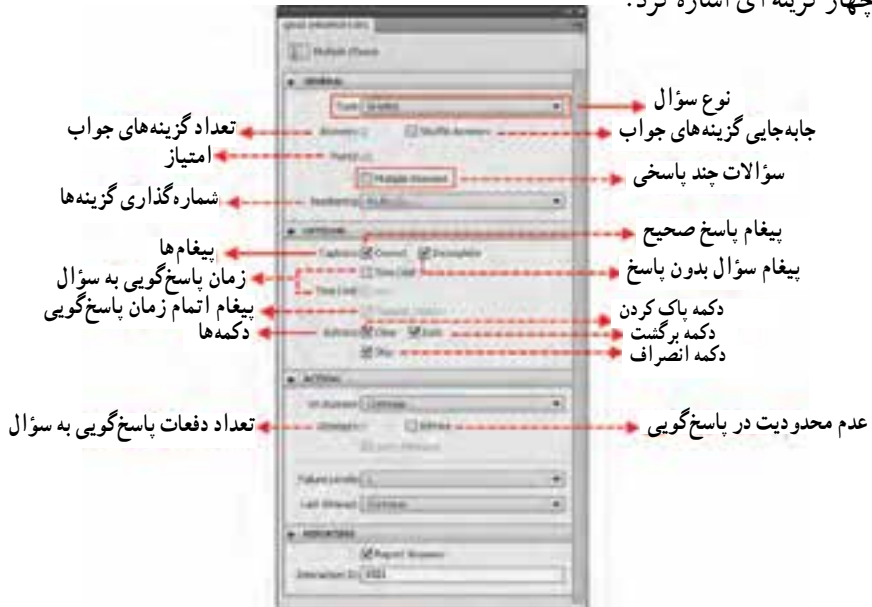 چهار گزینه ای اشاره کرد:
Multiple Choice
GENERAL
نوع سؤال
Type: Graded
تعداد گزینه‌های جواب
Answers:
Shuffle Answers
جابه‌جایی گزینه‌های جواب
امتیاز
Points:
Multiple Answers
سؤالات چند پاسخی
شماره‌گذاری گزینه‌ها
Numbering:
پیغام پاسخ صحیح
پیغام‌ها
Captions: Correct Incomplete
پیغام سؤال بدون پاسخ
زمان پاسخ‌گویی به سؤال
Time Limit
پیغام اتمام زمان پاسخ‌گویی
دکمه پاک کردن
دکمه‌ها
Clear Back
دکمه برگشت
Skip
دکمه انصراف
ACTIONS
تعداد دفعات پاسخ‌گویی به سؤال
Attempts:
Infinite
عدم محدودیت در پاسخ‌گویی
Failure Levels:
Last Attempt: Continue
REPORTING
Report Answers
Interaction ID: